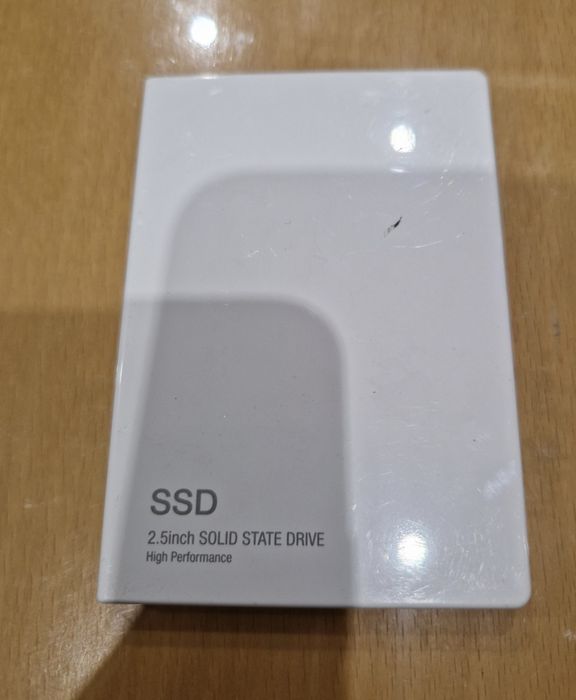 SSD
2.5inch SOLID STATE DRIVE
High Performance